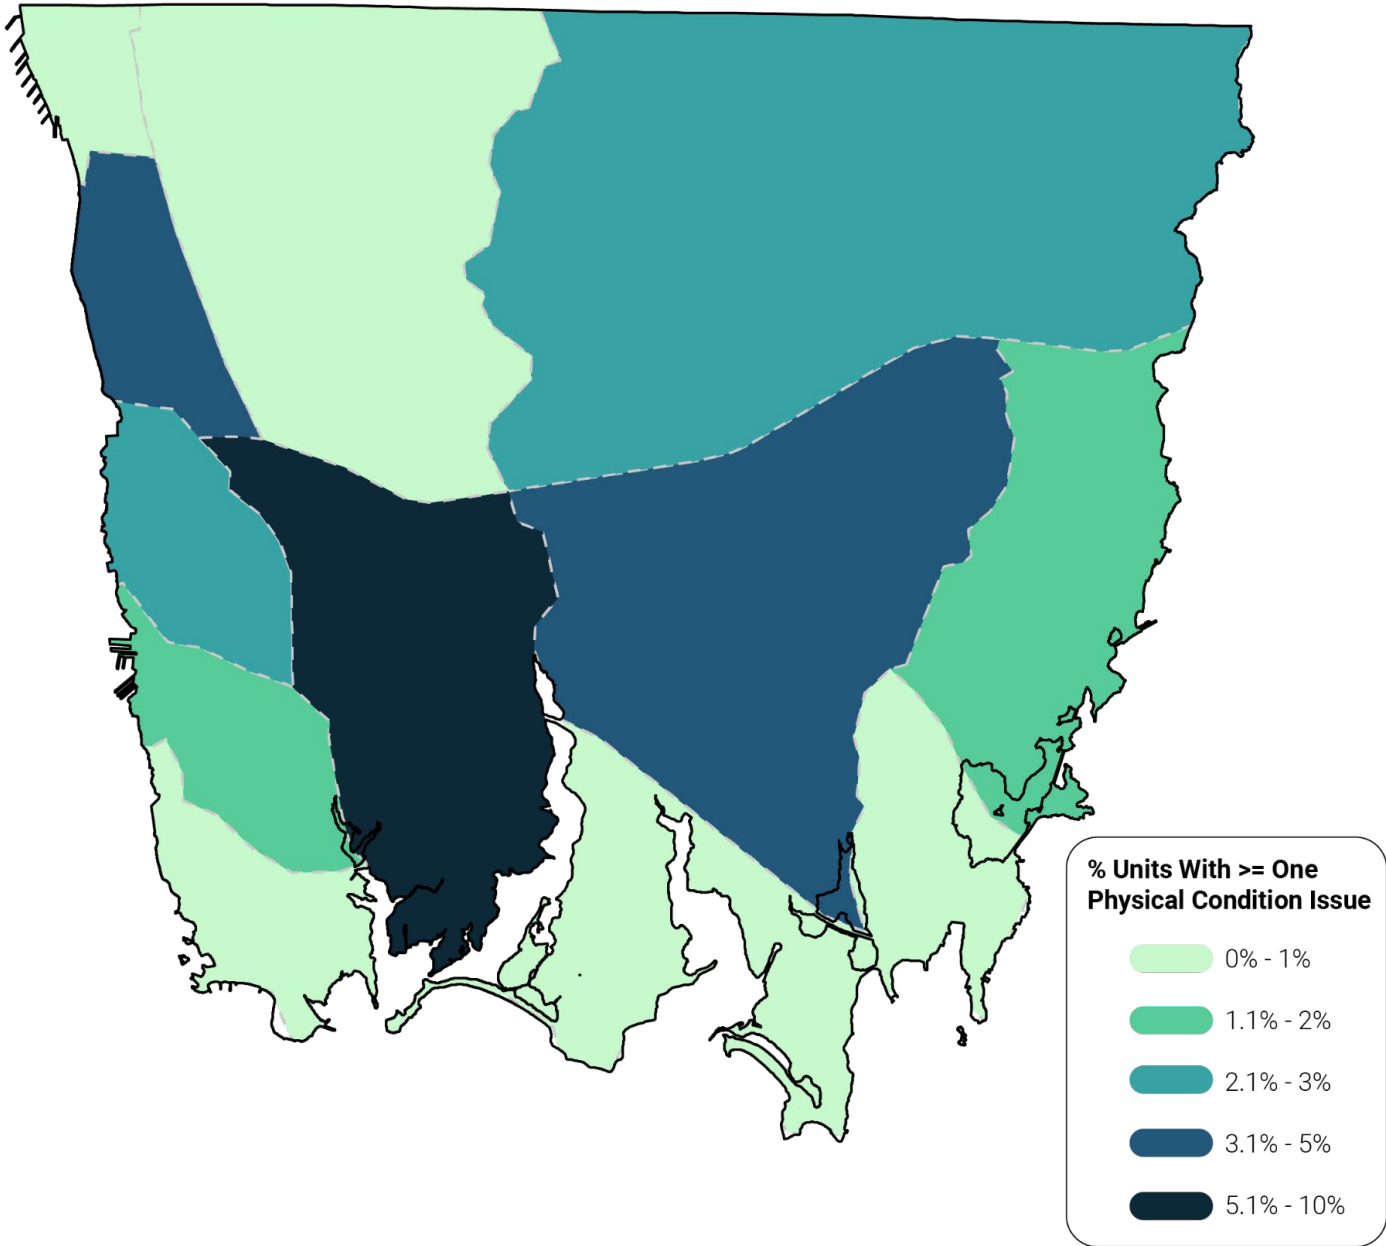 % Units With >= One
Physical Condition Issue
0% - 1%
1.1% - 2%
2.1% - 3%
3.1% - 5%
5.1% - 10%